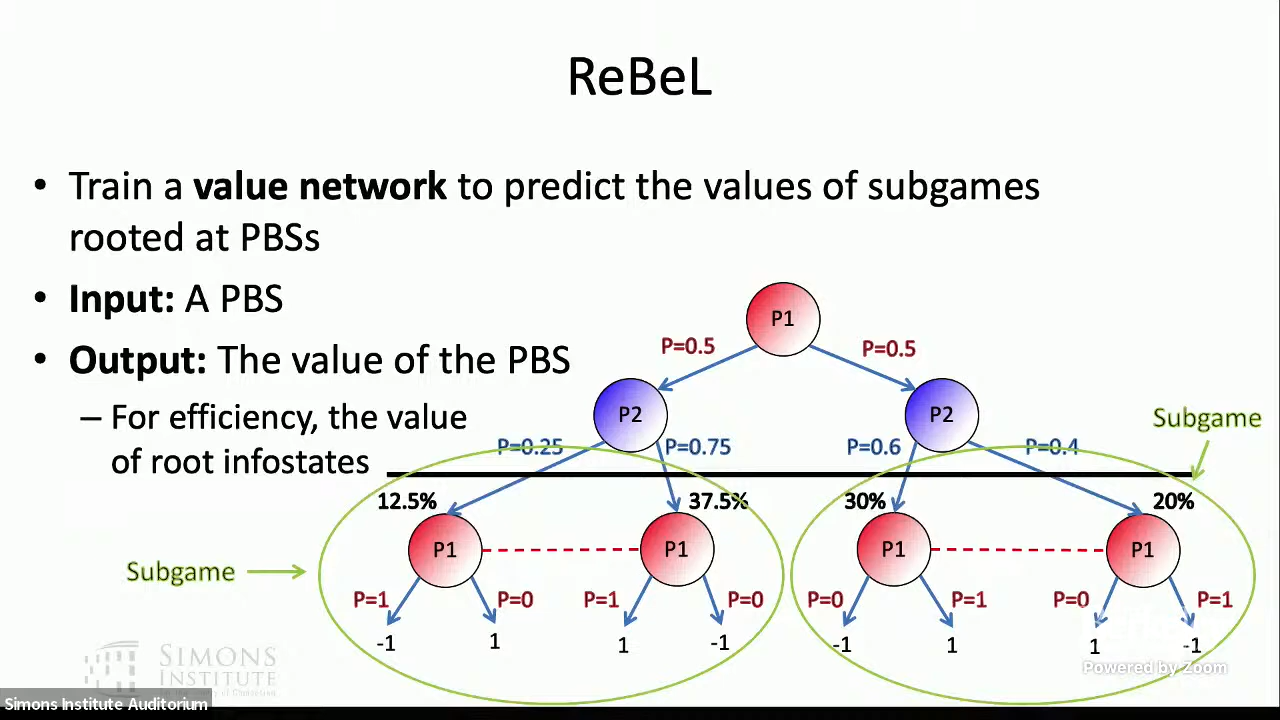 ReBeL
• Train a value network to predict the values of subgames
rooted at PBSs
• Input: A PBS
• Output: The value of the PBS
– For efficiency, the value
of root infostates
P1
P=0.5
P=0.5
P2
P2
Subgame
P=0.25
P=0.75
P=0.6
P=0.4
12.5%
37.5%
30%
20%
P1
P1
P1
P1
Subgame
P=1
P=0
P=1
P=0
P=0
P=1
P=0
P=1
-1
1
1
-1
-1
1
1
-1
SIMONS
INSTITUTE
Powered by Zoom
Simons Institute Auditorium